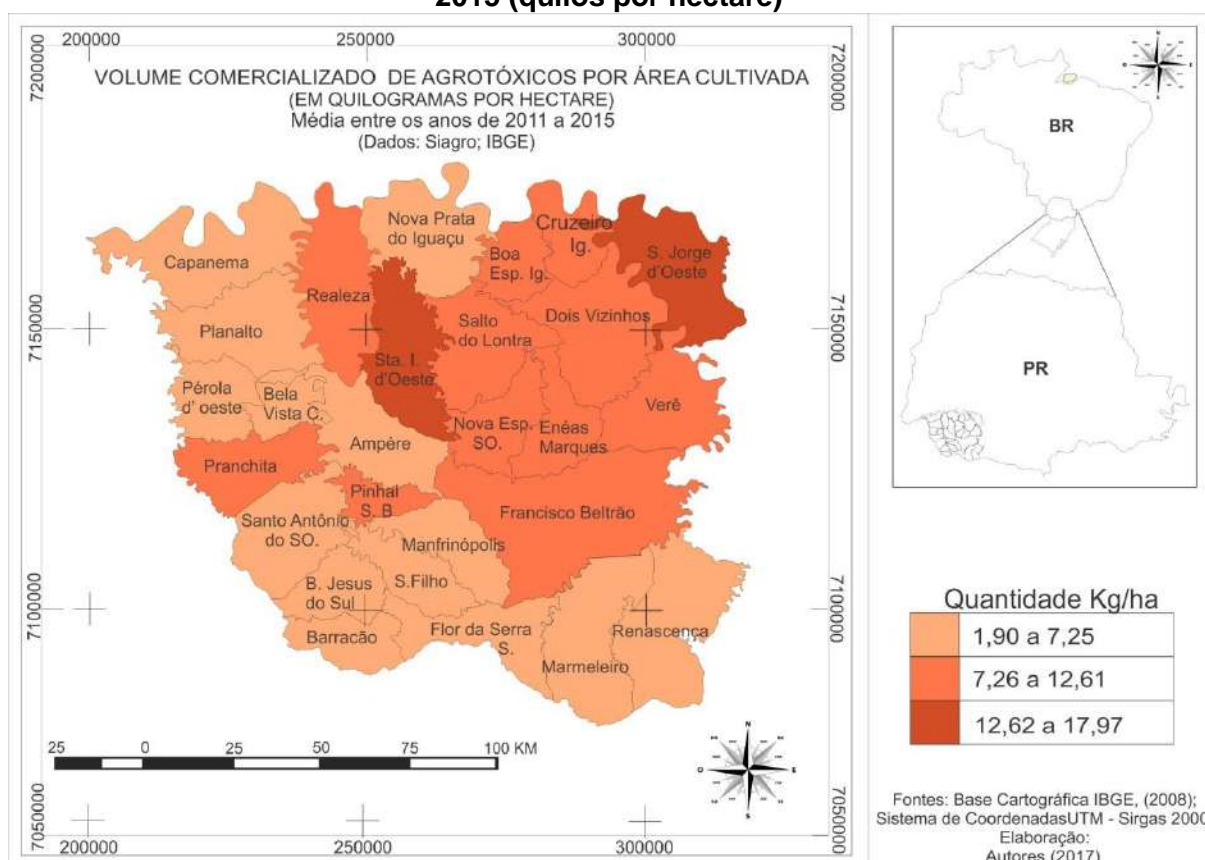 2015 (quilos por hectare)
200000 250000 300000
7200000 7200000
VOLUME COMERCIALIZADO DE AGROTÓXICOS POR ÁREA CULTIVADA
(EM QUILOGRAMAS POR HECTARE)
Média entre os anos de 2011 a 2015
(Dados: Siagro; IBGE)
Nova Prata
do Iguaçu
Cruzeiro
Ig.
Capanema
Boa
Esp. Ig.
S. Jorge
d'Oeste
Realeza
7150000 7150000
Planalto
Salto
do Lontra
Dois Vizinhos
Sta. I.
d'Oeste
Pérola
d' oeste
Bela
Vista C.
Verê
Ampére
Nova Esp.
SO.
Enéas
Marques
Pranchita
Pinhal
S. B
Francisco Beltrão
Santo Antônio
do SO.
Manfrinópolis
B. Jesus
do Sul
S.Filho
7100000 7100000
Barracão
Flor da Serra
S.
Renascença
Marmeleiro
25 0 25 50 75 100 KM
N
O E
S
7050000 7050000
200000 250000 300000
BR
PR
Quantidade Kg/ha
1,90 a 7,25
7,26 a 12,61
12,62 a 17,97
Fontes: Base Cartográfica IBGE, (2008);
Sistema de CoordenadasUTM - Sirgas 2000
Elaboração:
Autores (2017)